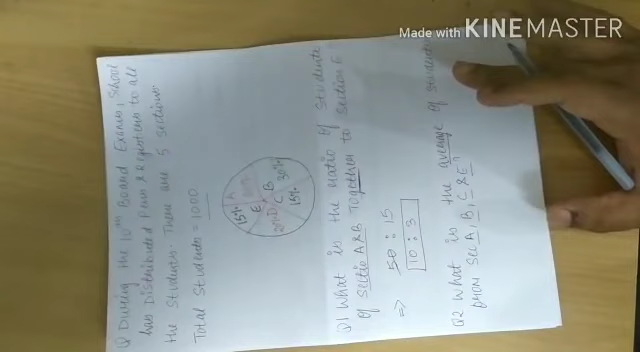 Made with KINEMASTER
Q During the 10th Board Exams, School
has Distributed Pens & Registers to all
the Students. There are 5 sections
Total Students = 1000
15% A
E B 30%
20% D C 15%
Q1 What is the ratio of Students
of Sectio A&B Together to Section
⇒ 50 : 15
10 : 3
Q2 What is the average of students
from Sec A, B, C & E?